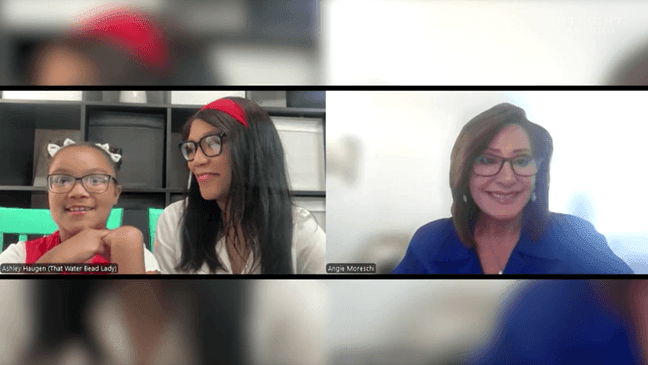 Ashley Haugen (That Water Bead Lady)
Angie Moreschi